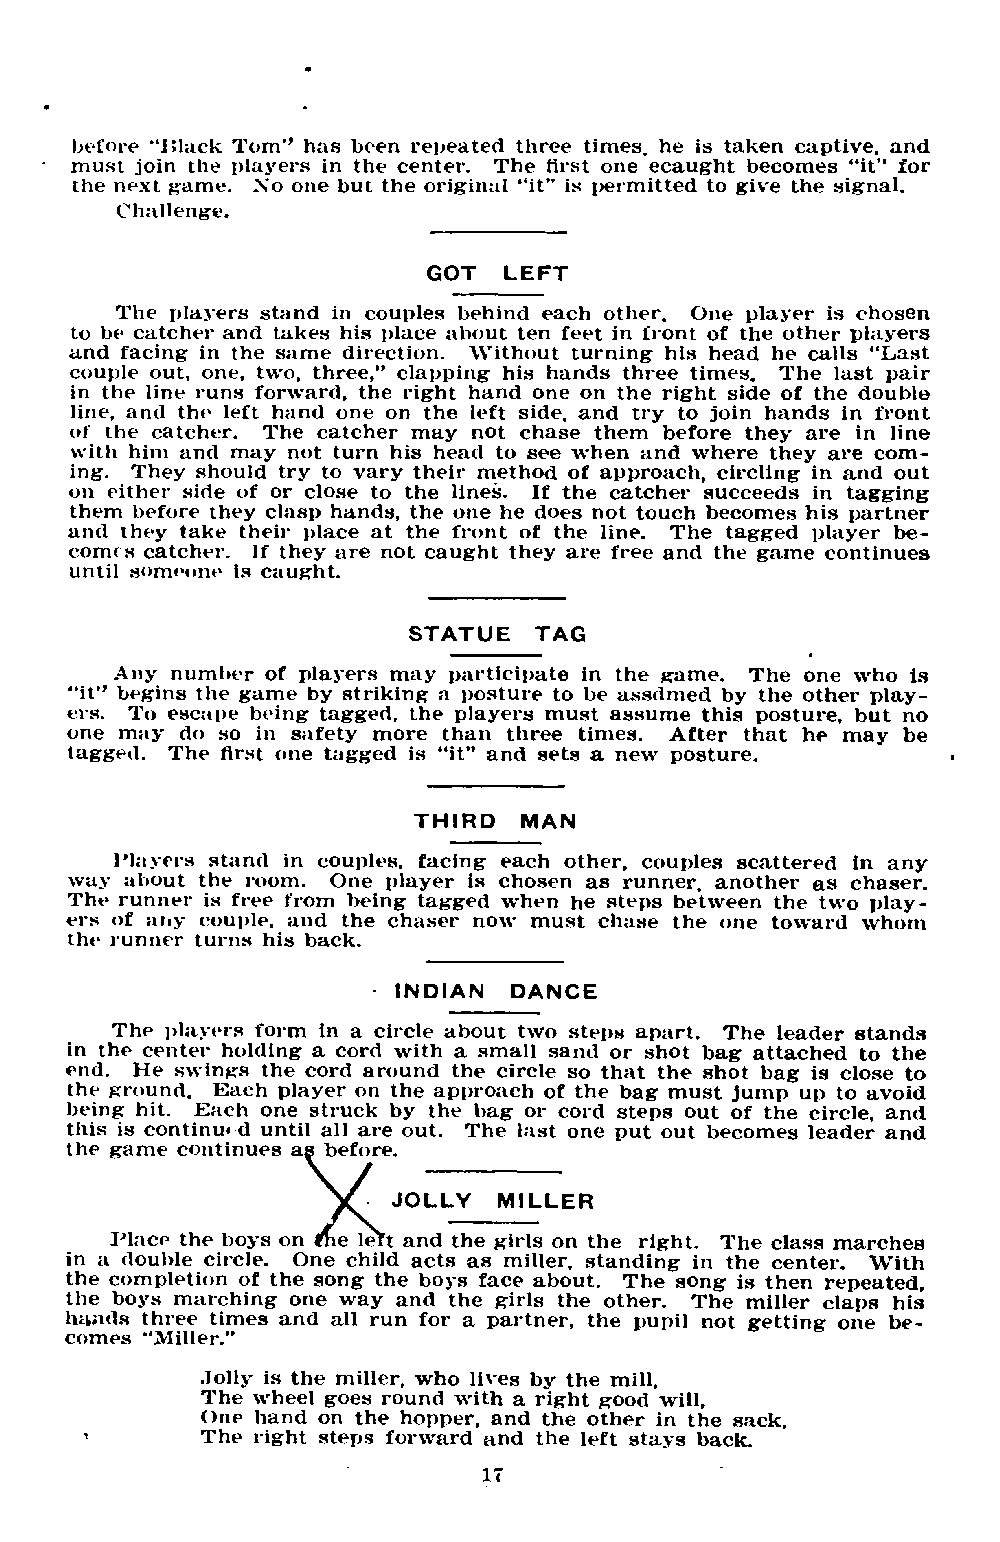 before "Black Tom" has been repeated three times, he is taken captive, and
must join the players in the center. The first one ecaught becomes "it" for
the next game. No one but the original "it" is permitted to give the signal.
Challenge.
GOT LEFT
The players stand in couples behind each other. One player is chosen
to be catcher and takes his place about ten feet in front of the other players
and facing in the same direction. Without turning his head he calls "Last
couple out, one, two, three," clapping his hands three times. The last pair
in the line runs forward, the right hand one on the right side of the double
line, and the left hand one on the left side, and try to join hands in front
of the catcher. The catcher may not chase them before they are in line
with him and may not turn his head to see when and where they are com-
ing. They should try to vary their method of approach, circling in and out
on either side of or close to the lines. If the catcher succeeds in tagging
them before they clasp hands, the one he does not touch becomes his partner
and they take their place at the front of the line. The tagged player be-
comes catcher. If they are not caught they are free and the game continues
until someone is caught.
STATUE TAG
Any number of players may participate in the game. The one who is
"it" begins the game by striking a posture to be assdmed by the other play-
ers. To escape being tagged, the players must assume this posture, but no
one may do so in safety more than three times. After that he may be
tagged. The first one tagged is "it" and sets a new posture.
THIRD MAN
Players stand in couples, facing each other, couples scattered in any
way about the room. One player is chosen as runner, another as chaser.
The runner is free from being tagged when he steps between the two play-
ers of any couple, and the chaser now must chase the one toward whom
the runner turns his back.
INDIAN DANCE
The players form in a circle about two steps apart. The leader stands
in the center holding a cord with a small sand or shot bag attached to the
end. He swings the cord around the circle so that the shot bag is close to
the ground. Each player on the approach of the bag must jump up to avoid
being hit. Each one struck by the bag or cord steps out of the circle, and
this is continued until all are out. The last one put out becomes leader and
the game continues as before.
JOLLY MILLER
Place the boys on the left and the girls on the right. The class marches
in a double circle. One child acts as miller, standing in the center. With
the completion of the song the boys face about. The song is then repeated,
the boys marching one way and the girls the other. The miller claps his
hands three times and all run for a partner, the pupil not getting one be-
comes "Miller."
Jolly is the miller, who lives by the mill,
The wheel goes round with a right good will,
One hand on the hopper, and the other in the sack,
The right steps forward and the left stays back.
17